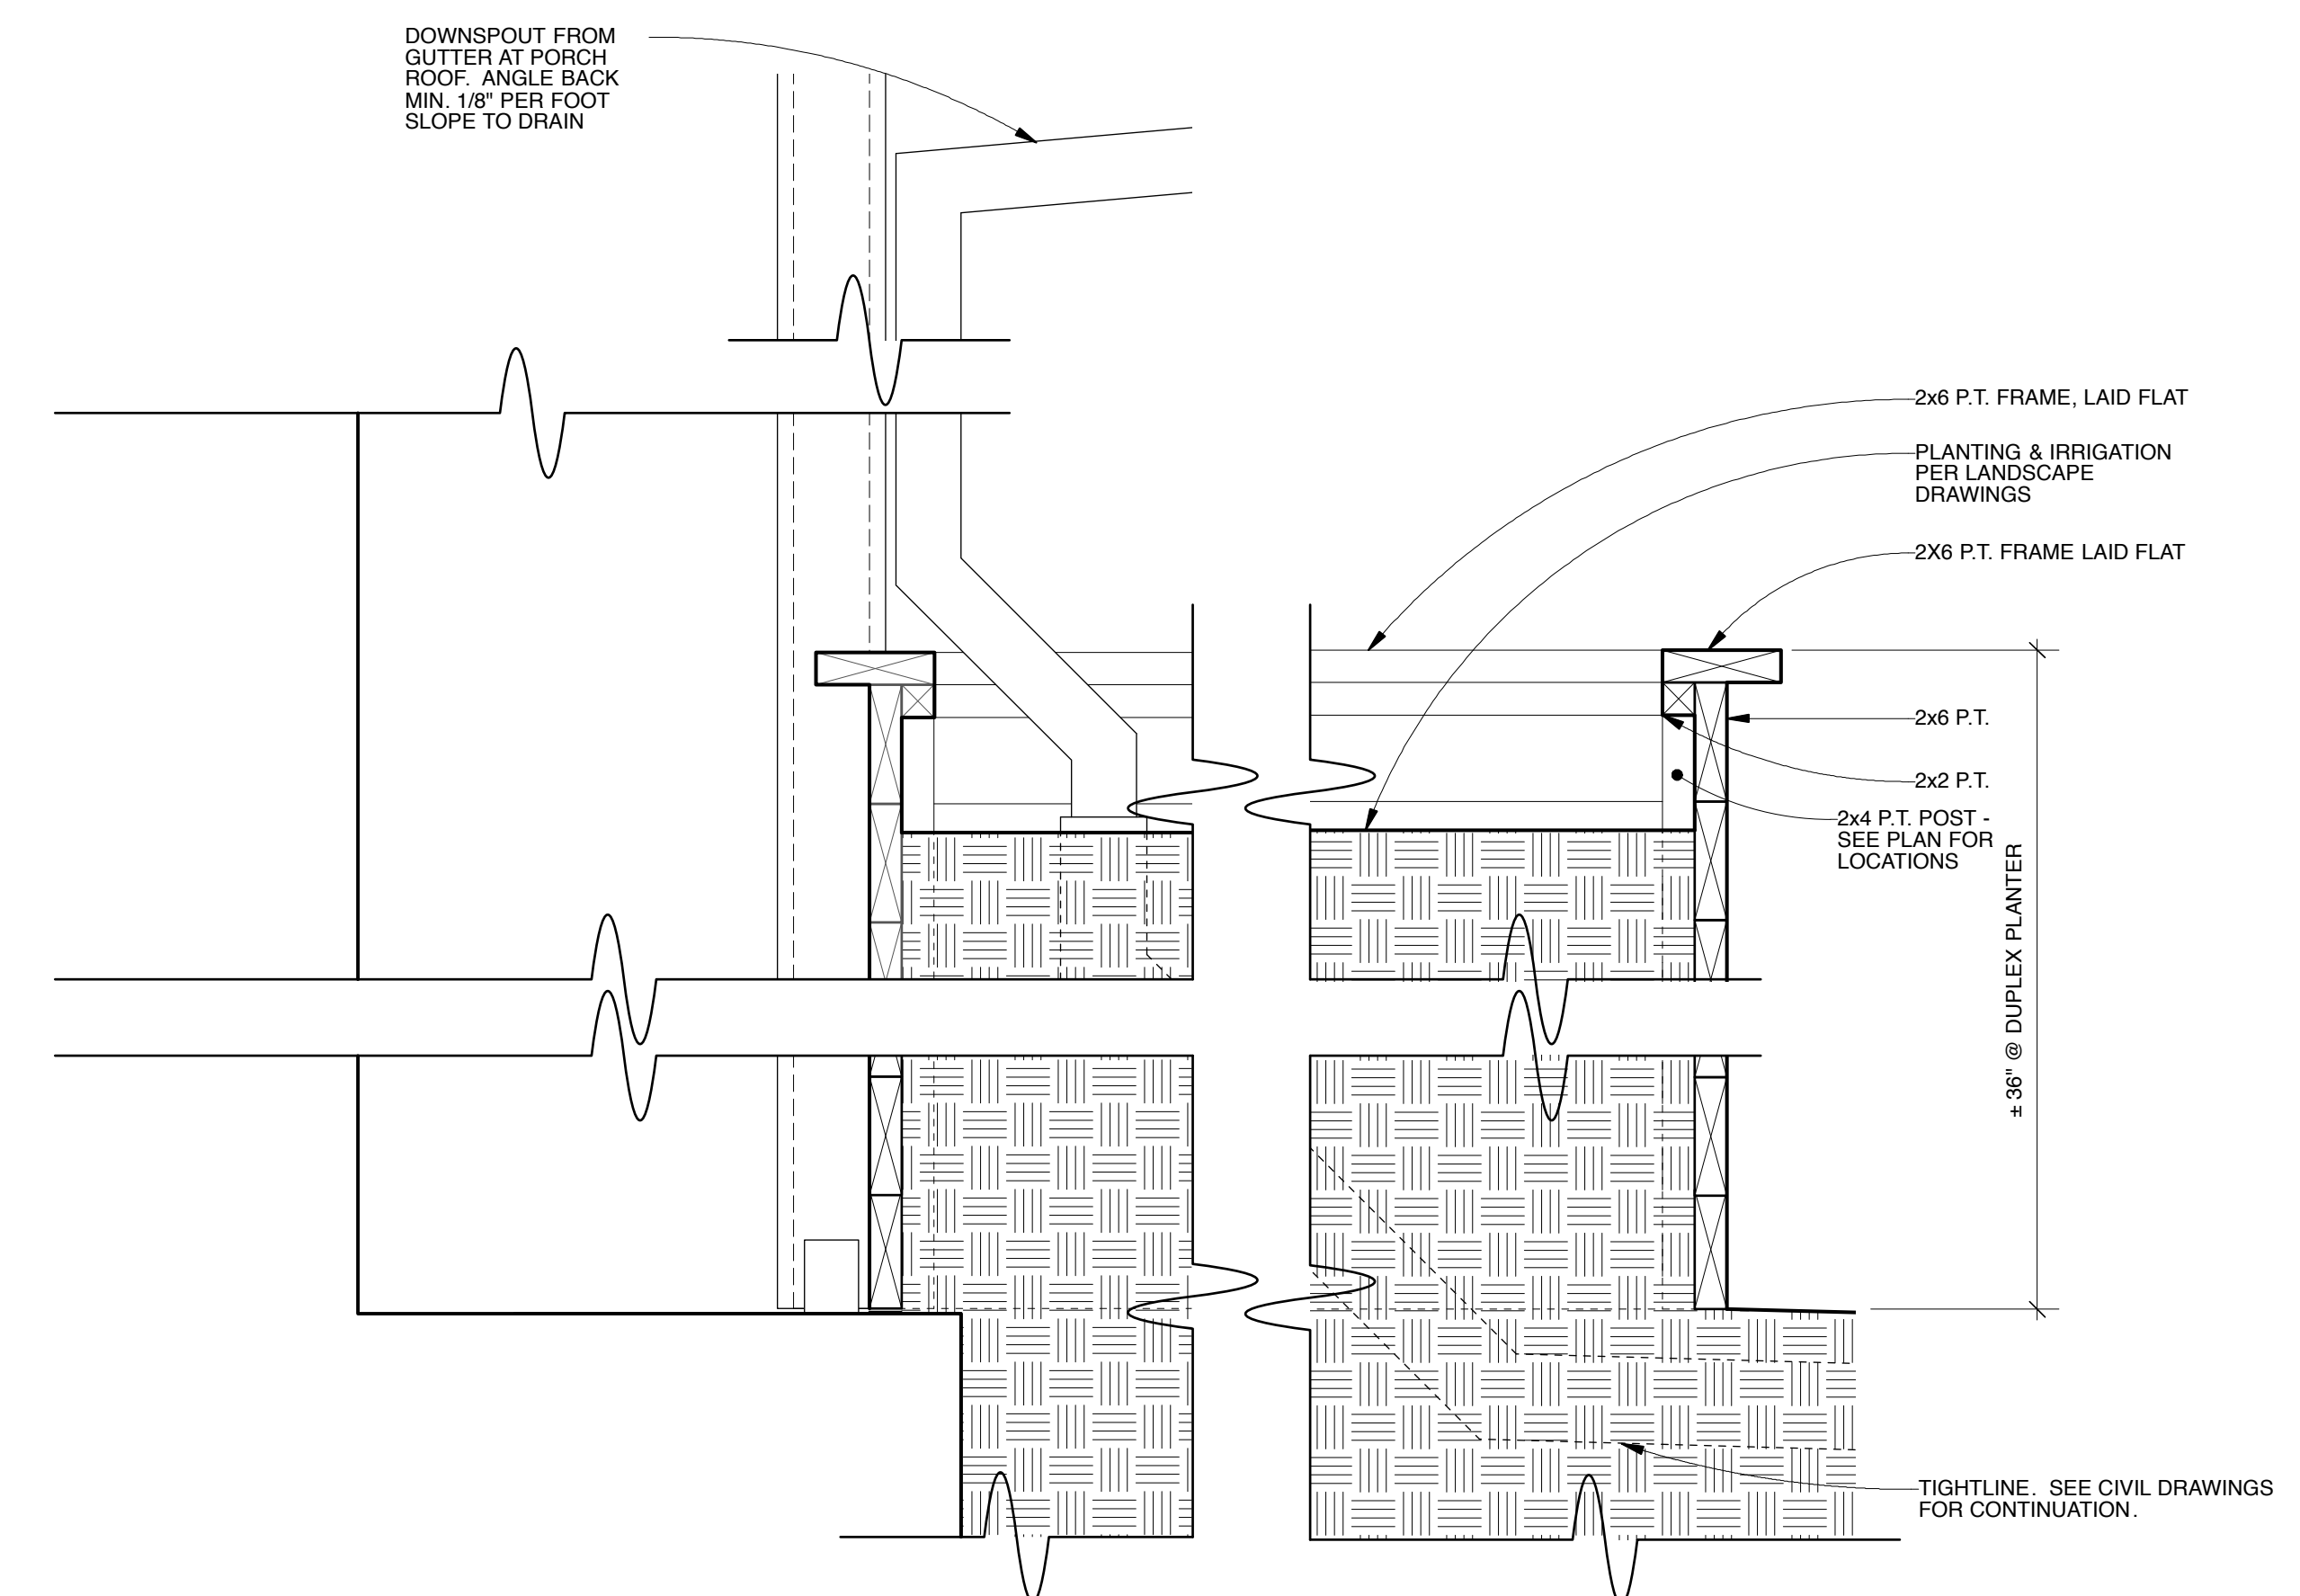 DOWNSPOUT FROM
GUTTER AT PORCH
ROOF.  ANGLE BACK
MIN. 1/8" PER FOOT
SLOPE TO DRAIN
2x6 P.T. FRAME, LAID FLAT
PLANTING & IRRIGATION
PER LANDSCAPE
DRAWINGS
2X6 P.T. FRAME LAID FLAT
2x6 P.T.
2x2 P.T.
2x4 P.T. POST -
SEE PLAN FOR
LOCATIONS
± 36" @ DUPLEX PLANTER
TIGHTLINE.  SEE CIVIL DRAWINGS
FOR CONTINUATION.